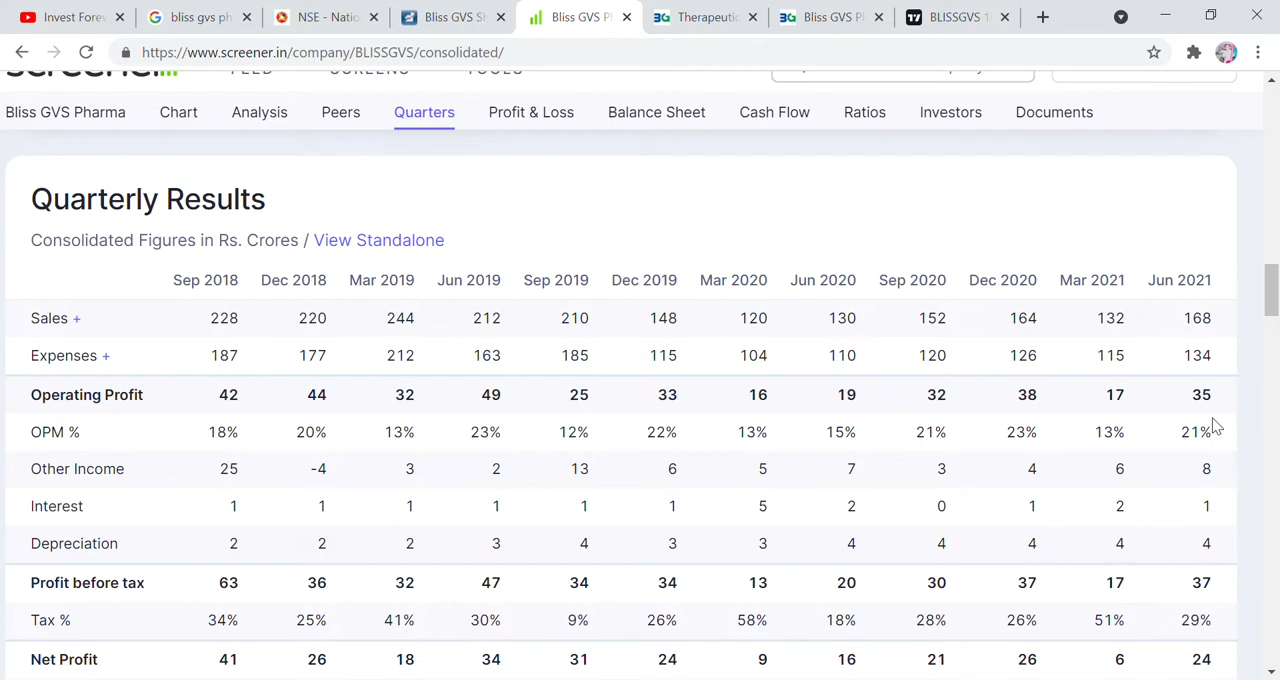 Invest Forev
bliss gvs ph
NSE - Natio
Bliss GVS S
Bliss GVS P
Therapeutic
Bliss GVS P
BLISSGVS 1
https://www.screener.in/company/BLISSGVS/consolidated/
Bliss GVS Pharma Chart Analysis Peers Quarters Profit & Loss Balance Sheet Cash Flow Ratios Investors Documents
Quarterly Results
Consolidated Figures in Rs. Crores / View Standalone
Sep 2018 Dec 2018 Mar 2019 Jun 2019 Sep 2019 Dec 2019 Mar 2020 Jun 2020 Sep 2020 Dec 2020 Mar 2021 Jun 2021
Sales + 228 220 244 212 210 148 120 130 152 164 132 168
Expenses + 187 177 212 163 185 115 104 110 120 126 115 134
Operating Profit 42 44 32 49 25 33 16 19 32 38 17 35
OPM % 18% 20% 13% 23% 12% 22% 13% 15% 21% 23% 13% 21%
Other Income 25 -4 3 2 13 6 5 7 3 4 6 8
Interest 1 1 1 1 1 1 5 2 0 1 2 1
Depreciation 2 2 2 3 4 3 3 4 4 4 4 4
Profit before tax 63 36 32 47 34 34 13 20 30 37 17 37
Tax % 34% 25% 41% 30% 9% 26% 58% 18% 28% 26% 51% 29%
Net Profit 41 26 18 34 31 24 9 16 21 26 6 24